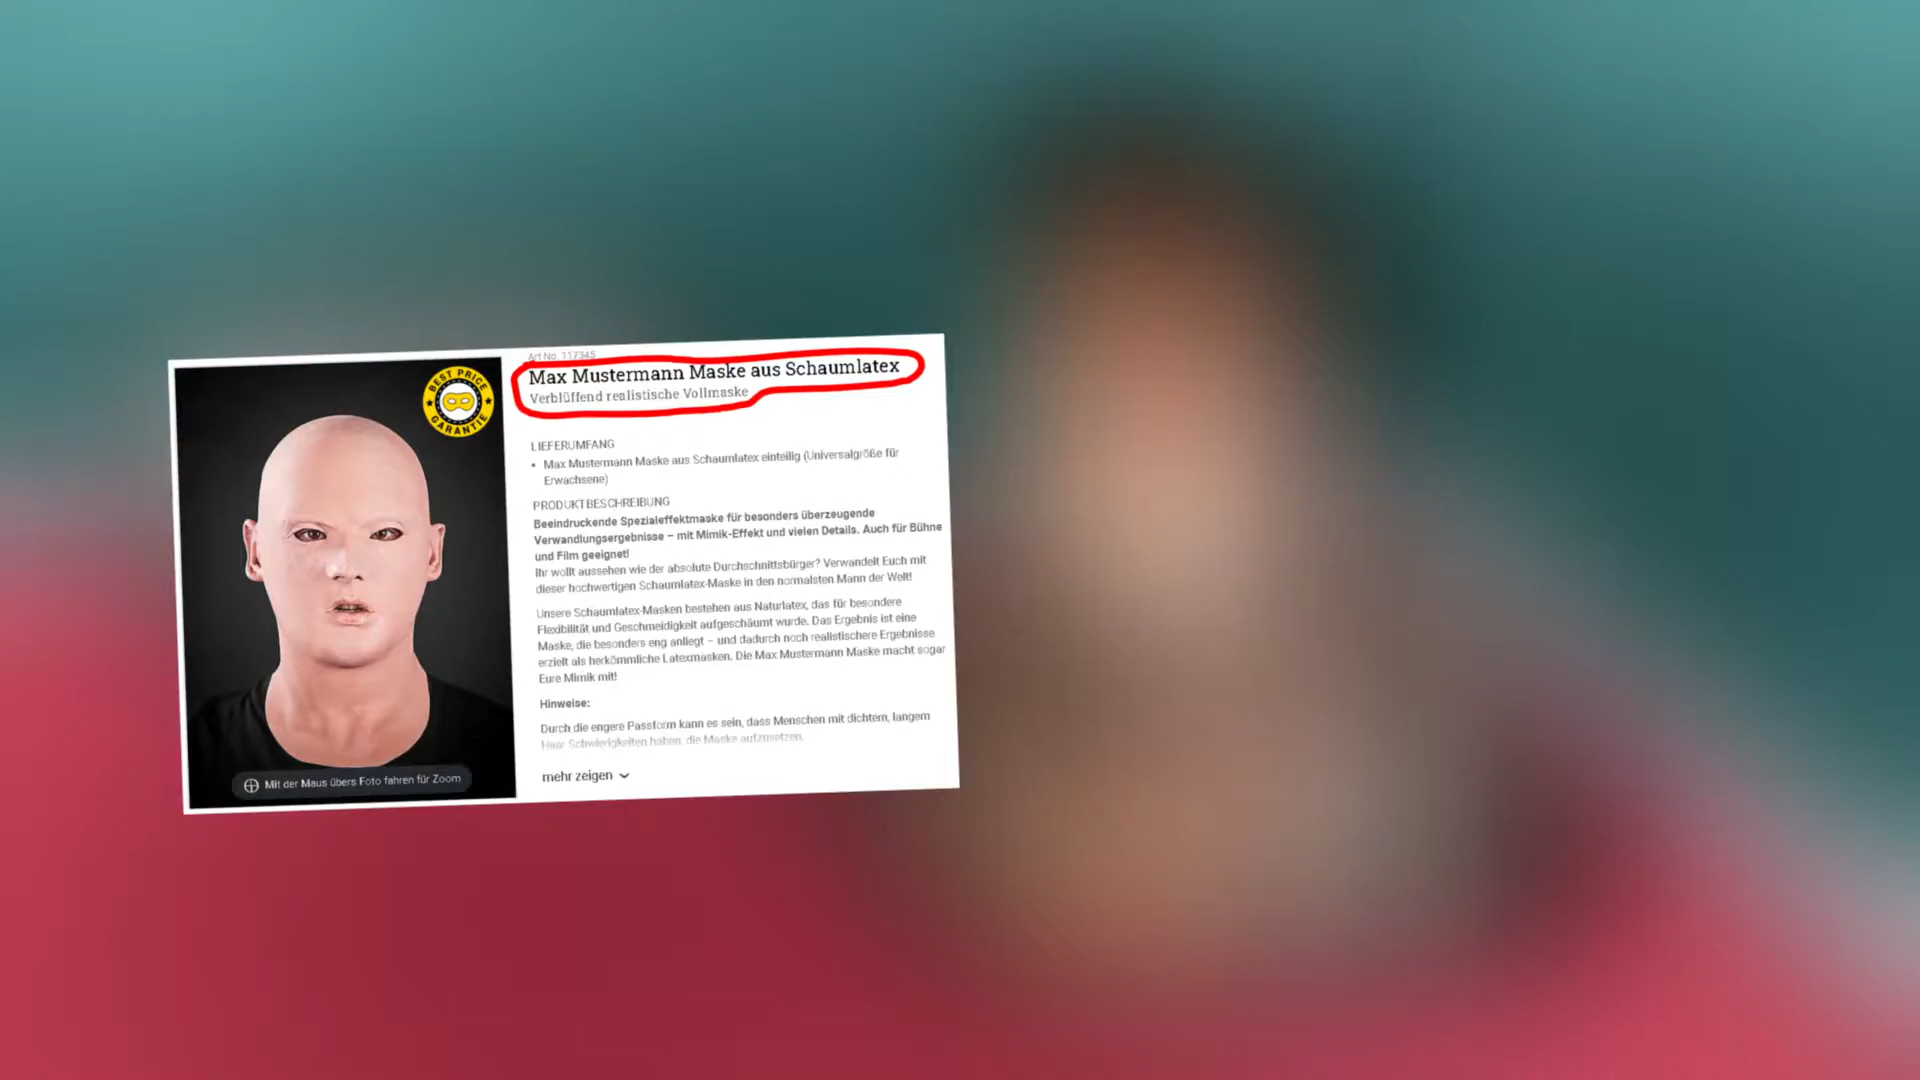 BEST PRICE
GARANTIE
Art No. 117345
Max Mustermann Maske aus Schaumlatex
Verblüffend realistische Vollmaske
LIEFERUMFANG
• Max Mustermann Maske aus Schaumlatex einteilig (Universalgröße für
Erwachsene)
PRODUKTBESCHREIBUNG
Beeindruckende Spezialeffektmaske für besonders überzeugende
Verwandlungsergebnisse – mit Mimik-Effekt und vielen Details. Auch für Bühne
und Film geeignet!
Ihr wollt aussehen wie der absolute Durchschnittsbürger? Verwandelt Euch mit
dieser hochwertigen Schaumlatex-Maske in den normalsten Mann der Welt!
Unsere Schaumlatex-Masken bestehen aus Naturlatex, das für besondere
Flexibilität und Geschmeidigkeit aufgeschäumt wurde. Das Ergebnis ist eine
Maske, die besonders eng anliegt – und dadurch noch realistischere Ergebnisse
erzielt als herkömmliche Latexmasken. Die Max Mustermann Maske macht sogar
Eure Mimik mit!
Hinweise:
Durch die engere Passform kann es sein, dass Menschen mit dichtem, langem
Haar Schwierigkeiten haben, die Maske aufzusetzen.
mehr zeigen
Mit der Maus übers Foto fahren für Zoom